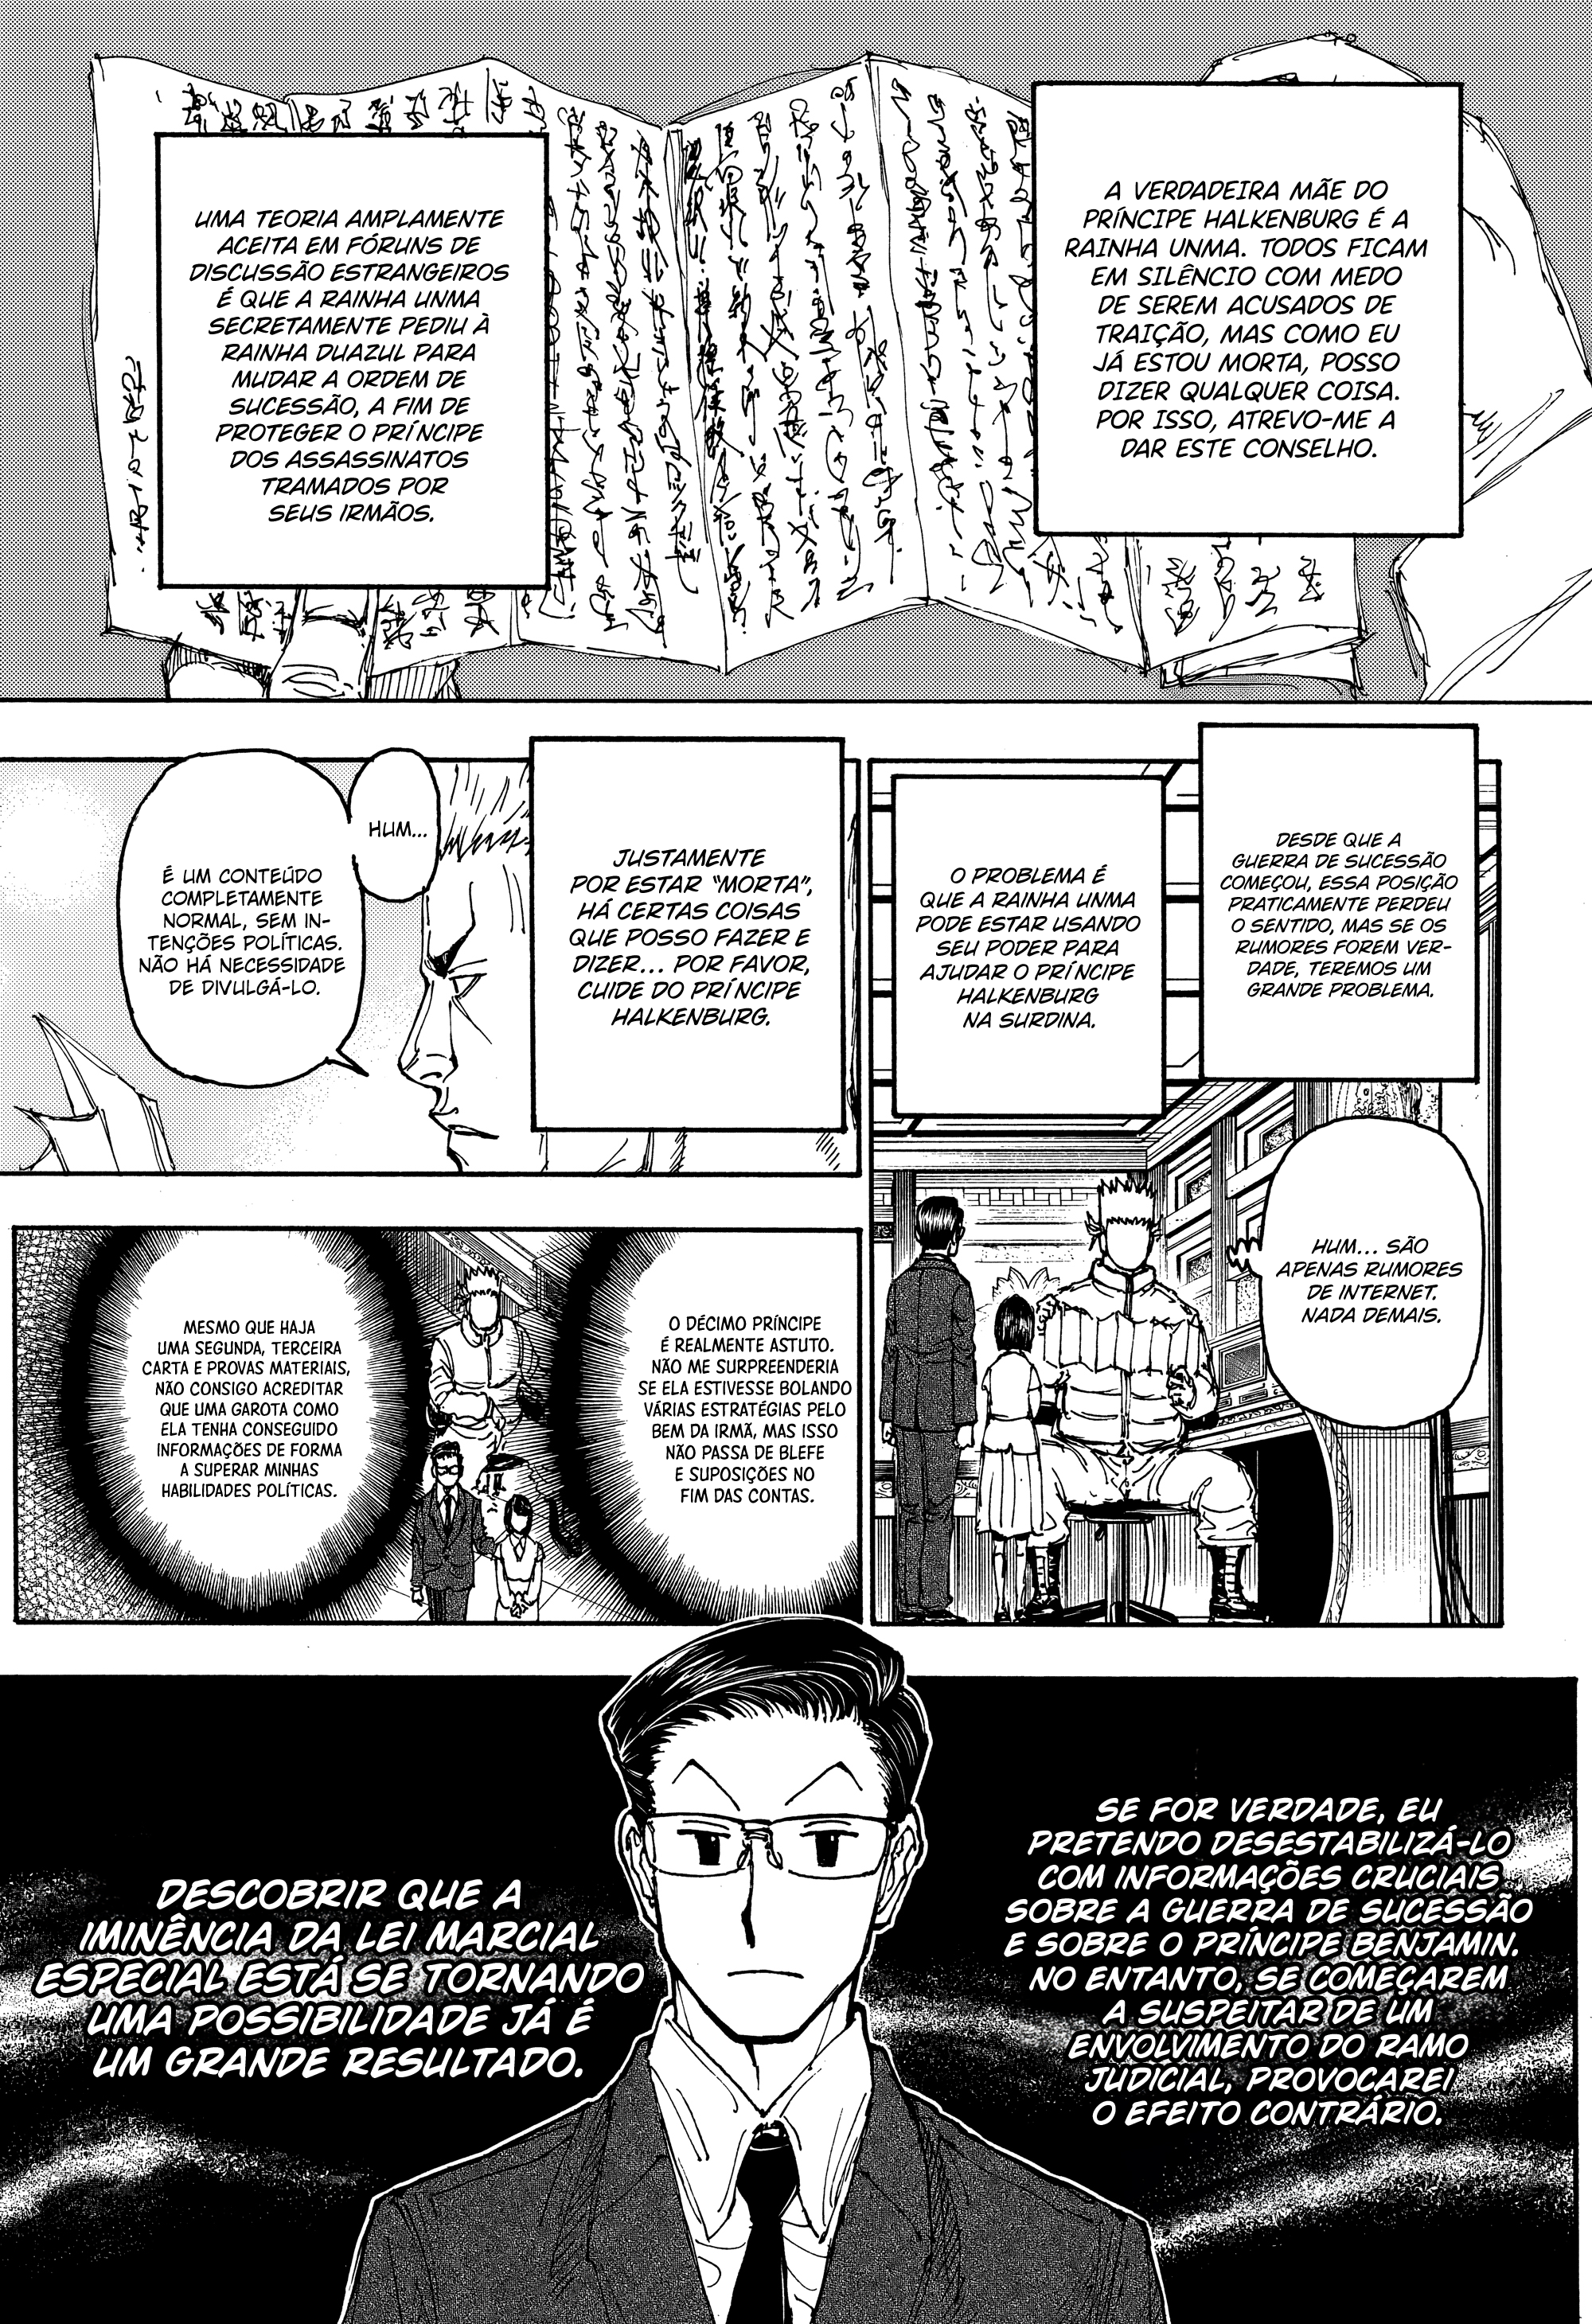 A VERDADEIRA MÃE DO
PRÍNCIPE HALKENBURG É A
RAINHA UNMA. TODOS FICAM
EM SILÊNCIO COM MEDO
DE SEREM ACUSADOS DE
TRAIÇÃO, MAS COMO EU
JÁ ESTOU MORTA, POSSO
DIZER QUALQUER COISA.
POR ISSO, ATREVO-ME A
DAR ESTE CONSELHO.
UMA TEORIA AMPLAMENTE
ACEITA EM FÓRUNS DE
DISCUSSÃO ESTRANGEIROS
É QUE A RAINHA UNMA
SECRETAMENTE PEDIU À
RAINHA DUAZUL PARA
MUDAR A ORDEM DE
SUCESSÃO, A FIM DE
PROTEGER O PRÍNCIPE
DOS ASSASSINATOS
TRAMADOS POR
SEUS IRMÃOS.
DESDE QUE A
GUERRA DE SUCESSÃO
COMEÇOU, ESSA POSIÇÃO
PRATICAMENTE PERDEU
O SENTIDO, MAS SE OS
RUMORES FOREM VER-
DADE, TEREMOS UM
GRANDE PROBLEMA.
O PROBLEMA É
QUE A RAINHA UNMA
PODE ESTAR USANDO
SEU PODER PARA
AJUDAR O PRÍNCIPE
HALKENBURG
NA SURDINA.
HUM... SÃO
APENAS RUMORES
DE INTERNET.
NADA DEMAIS.
JUSTAMENTE
POR ESTAR "MORTA",
HÁ CERTAS COISAS
QUE POSSO FAZER E
DIZER... POR FAVOR,
CUIDE DO PRÍNCIPE
HALKENBURG.
HUM...
É UM CONTEÚDO
COMPLETAMENTE
NORMAL, SEM IN-
TENÇÕES POLÍTICAS.
NÃO HÁ NECESSIDADE
DE DIVULGÁ-LO.
O DÉCIMO PRÍNCIPE
É REALMENTE ASTUTO.
NÃO ME SURPREENDERIA
SE ELA ESTIVESSE BOLANDO
VÁRIAS ESTRATÉGIAS PELO
BEM DA IRMÃ, MAS ISSO
NÃO PASSA DE BLEFE
E SUPOSIÇÕES NO
FIM DAS CONTAS.
MESMO QUE HAJA
UMA SEGUNDA, TERCEIRA
CARTA E PROVAS MATERIAIS,
NÃO CONSIGO ACREDITAR
QUE UMA GAROTA COMO
ELA TENHA CONSEGUIDO
INFORMAÇÕES DE FORMA
A SUPERAR MINHAS
HABILIDADES POLÍTICAS.
SE FOR VERDADE, EU
PRETENDO DESESTABILIZÁ-LO
COM INFORMAÇÕES CRUCIAIS
SOBRE A GUERRA DE SUCESSÃO
E SOBRE O PRÍNCIPE BENJAMIN.
NO ENTANTO, SE COMEÇAREM
A SUSPEITAR DE UM
ENVOLVIMENTO DO RAMO
JUDICIAL, PROVOCAREI
O EFEITO CONTRÁRIO.
DESCOBRIR QUE A
IMINÊNCIA DA LEI MARCIAL
ESPECIAL ESTÁ SE TORNANDO
UMA POSSIBILIDADE JÁ É
UM GRANDE RESULTADO.